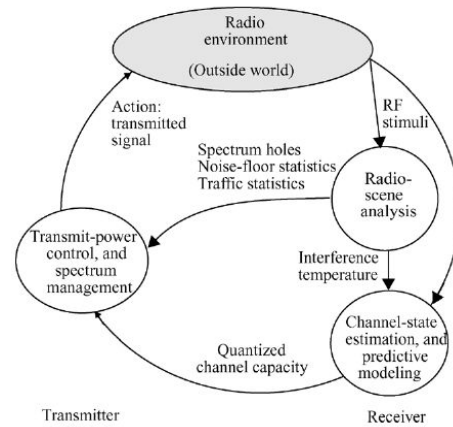 Radio
environment
(Outside world)
Action:
transmitted
signal
RF
stimuli
Spectrum holes
Noise-floor statistics
Traffic statistics
Radio-
scene
analysis
Transmit-power
control, and
spectrum
management
Interference
temperature
Channel-state
estimation, and
predictive
modeling
Quantized
channel capacity
Transmitter
Receiver